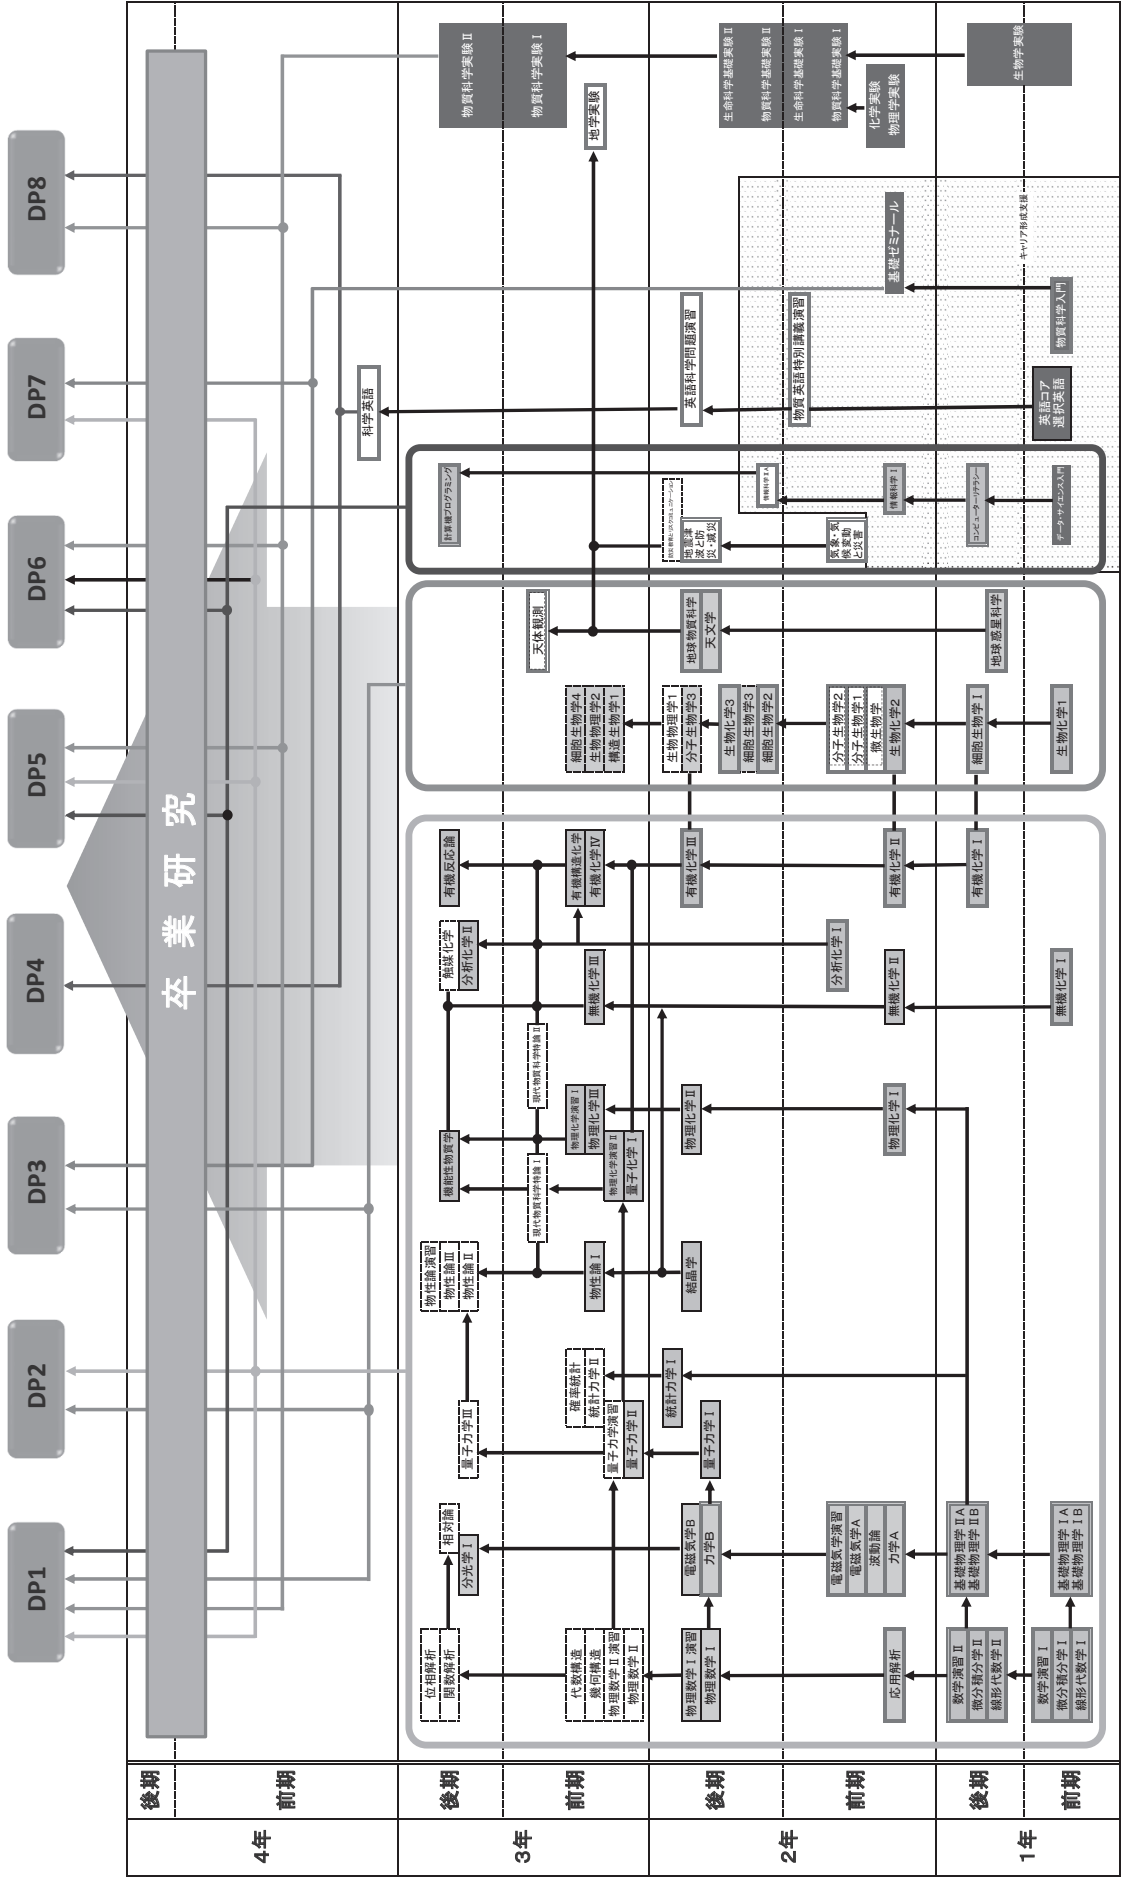 DP1
DP2
DP3
DP4
DP5
DP6
DP7
DP8
卒業研究
4年
後期
前期
3年
後期
前期
2年
後期
前期
1年
後期
前期
位相解析
関数解析
代数構造
幾何構造
物理数学Ⅱ演習
物理数学Ⅱ
物理数学Ⅰ演習
物理数学Ⅰ
応用解析
数学演習Ⅱ
微分積分学Ⅱ
線形代数学Ⅱ
数学演習Ⅰ
微分積分学Ⅰ
線形代数学Ⅰ
相対論
分光学Ⅰ
電磁気学B
力学B
電磁気学演習
電磁気学A
波動論
力学A
基礎物理学ⅡA
基礎物理学ⅡB
基礎物理学ⅠA
基礎物理学ⅠB
量子力学Ⅲ
量子力学演習
量子力学Ⅱ
量子力学Ⅰ
確率統計
統計力学Ⅱ
統計力学Ⅰ
物性論演習
物性論Ⅲ
物性論Ⅱ
物性論Ⅰ
結晶学
機能性物質学
現代物質科学特論Ⅰ
現代物質科学特論Ⅱ
物理化学演習Ⅱ
量子化学Ⅰ
物理化学演習Ⅰ
物理化学Ⅲ
物理化学Ⅱ
物理化学Ⅰ
触媒化学
分析化学Ⅱ
無機化学Ⅲ
分析化学Ⅰ
無機化学Ⅱ
無機化学Ⅰ
有機反応論
有機構造化学
有機化学Ⅳ
有機化学Ⅲ
有機化学Ⅱ
有機化学Ⅰ
細胞生物学4
生物物理学2
構造生物学1
生物物理学1
分子生物学3
生物化学3
細胞生物学3
細胞生物学2
分子生物学2
分子生物学1
微生物学
生物化学2
細胞生物学Ⅰ
生物化学1
天体観測
地球物質科学
天文学
地球惑星科学
計算機プログラミング
地震津
波と防
災・減災
気象・気
候変動
と災害
情報科学ⅡA
情報科学Ⅰ
コンピューターリテラシー
データ・サイエンス入門
科学英語
英語科学問題演習
物質英語特別講義演習
英語コア
選択英語
基礎ゼミナール
物質科学入門
キャリア形成支援
地学実験
物質科学実験Ⅱ
物質科学実験Ⅰ
生命科学基礎実験Ⅱ
物質科学基礎実験Ⅱ
生命科学基礎実験Ⅰ
物質科学基礎実験Ⅰ
化学実験
物理学実験
生物学実験